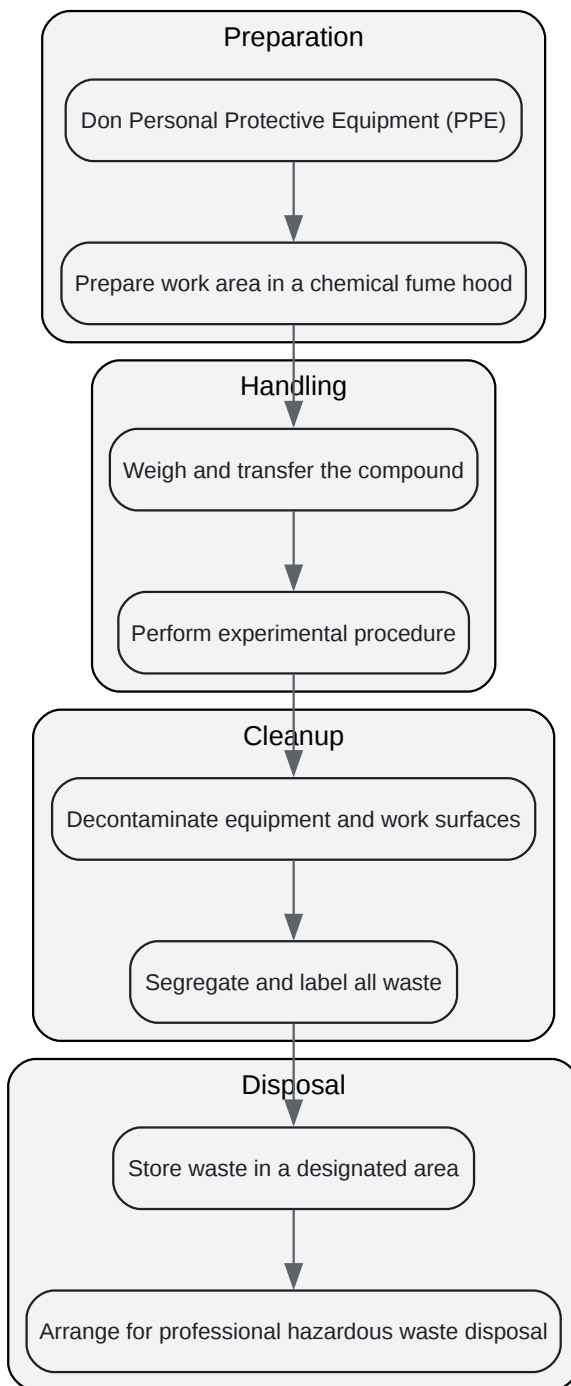 Preparation
Don Personal Protective Equipment (PPE)
Prepare work area in a chemical fume hood
Handling
Weigh and transfer the compound
Perform experimental procedure
Cleanup
Decontaminate equipment and work surfaces
Segregate and label all waste
Disposal
Store waste in a designated area
Arrange for professional hazardous waste disposal